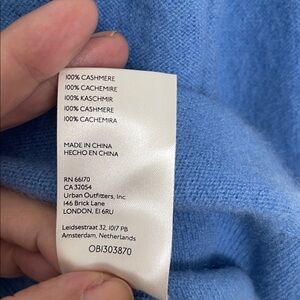 100% CASHMERE
100% CACHEMIRE
100% KASCHMIR
100% CASHMERE
100% CACHEMIRA
MADE IN CHINA
HECHO EN CHINA
RN 66170
CA 32054
Urban Outfitters, Inc
146 Brick Lane
LONDON, E1 6RU
Leidsestraat 32, 1017 PB
Amsterdam, Netherlands
OB1303870